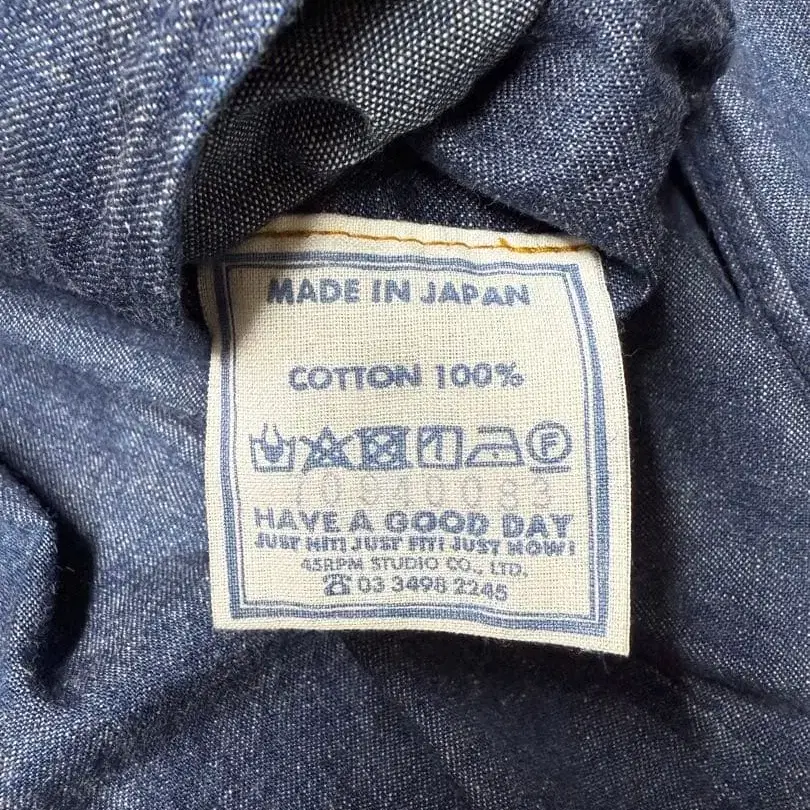 MADE IN JAPAN
COTTON 100%
F
HAVE A GOOD DAY
JUST HIT! JUST FIT! JUST NOW!
45RPM STUDIO CO., LTD.
☎ 03 3498 2245